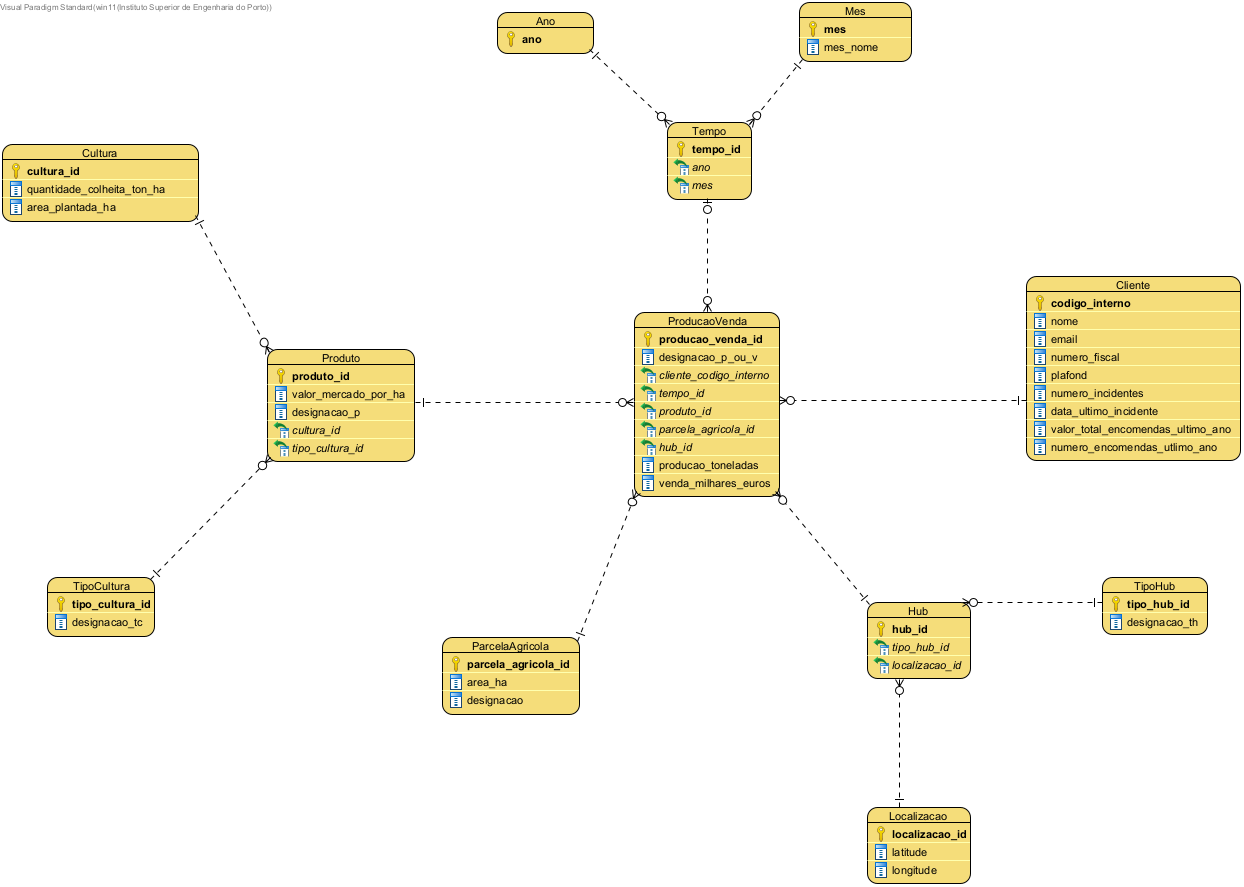 Visual Paradigm Standard(win11(Instituto Superior de Engenharia do Porto))
Ano
ano
Mes
mes
mes_nome
Tempo
tempo_id
ano
mes
Cultura
cultura_id
quantidade_colheita_ton_ha
area_plantada_ha
Cliente
codigo_interno
nome
email
numero_fiscal
plafond
numero_incidentes
data_ultimo_incidente
valor_total_encomendas_ultimo_ano
numero_encomendas_utlimo_ano
ProducaoVenda
producao_venda_id
designacao_p_ou_v
cliente_codigo_interno
tempo_id
produto_id
parcela_agricola_id
hub_id
producao_toneladas
venda_milhares_euros
Produto
produto_id
valor_mercado_por_ha
designacao_p
cultura_id
tipo_cultura_id
TipoCultura
tipo_cultura_id
designacao_tc
ParcelaAgricola
parcela_agricola_id
area_ha
designacao
Hub
hub_id
tipo_hub_id
localizacao_id
TipoHub
tipo_hub_id
designacao_th
Localizacao
localizacao_id
latitude
longitude